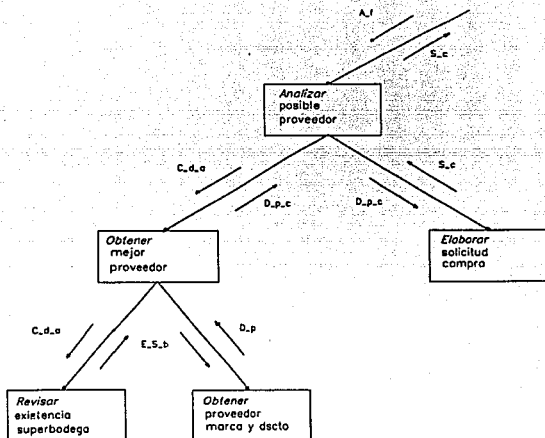 A_f
S_c
Analizar
posible
proveedor
C_d_a
S_c
D_p_c
D_p_c
Obtener
mejor
proveedor
Elaborar
solicitud
compra
C_d_a
E_S_b
D_p
Revisar
existencia
superbodega
Obtener
proveedor
marca y dscto